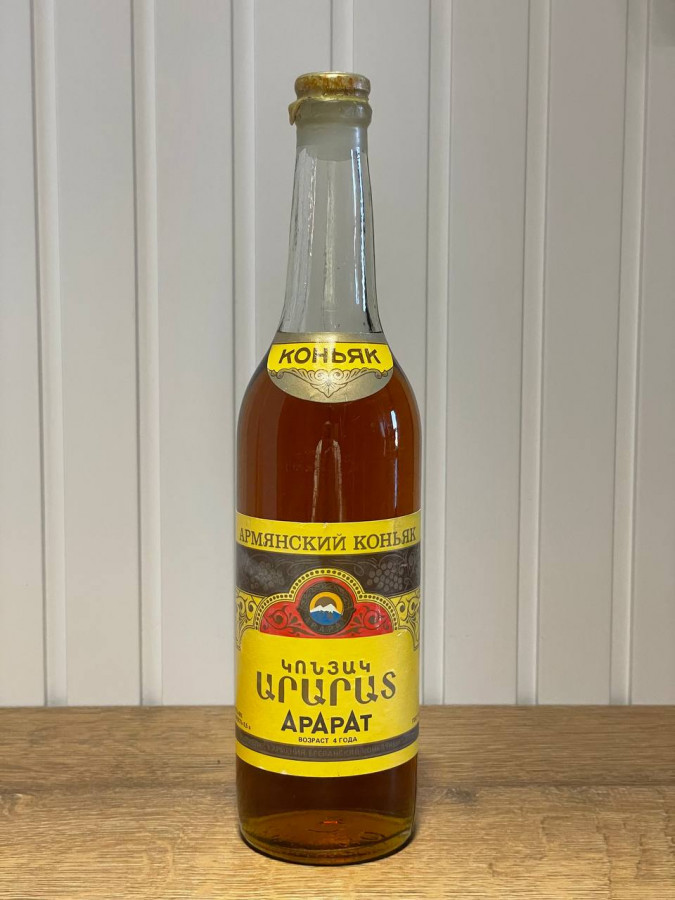 КОНЬЯК
АРМЯНСКИЙ КОНЬЯК
ԿՈՆՅԱԿ
ԱՐԱՐԱՏ
АРАРАТ
ВОЗРАСТ 4 ГОДА